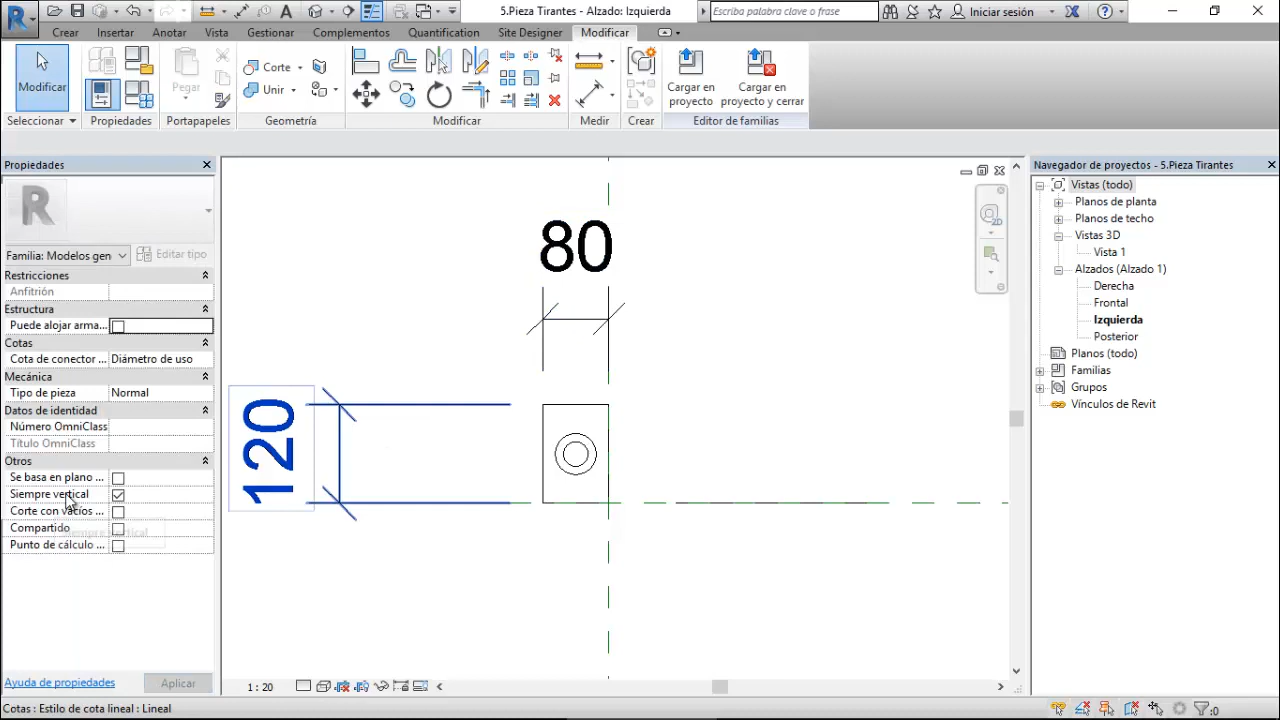 5.Pieza Tirantes - Alzado: Izquierda
Escriba palabra clave o frase
Iniciar sesión
Crear
Insertar
Anotar
Vista
Gestionar
Complementos
Quantification
Site Designer
Modificar
Modificar
Pegar
Corte
Unir
Cargar en
proyecto
Cargar en
proyecto y cerrar
Seleccionar
Propiedades
Portapapeles
Geometría
Modificar
Medir
Crear
Editor de familias
Propiedades
Familia: Modelos gen
Editar tipo
Restricciones
Anfitrión
Estructura
Puede alojar arma...
Cotas
Cota de conector ...
Diámetro de uso
Mecánica
Tipo de pieza
Normal
Datos de identidad
Número OmniClass
Título OmniClass
Otros
Se basa en plano ...
Siempre vertical
Corte con vacíos ...
Compartido
Punto de cálculo ...
Ayuda de propiedades
Aplicar
80
120
1 : 20
Navegador de proyectos - 5.Pieza Tirantes
Vistas (todo)
Planos de planta
Planos de techo
Vistas 3D
Vista 1
Alzados (Alzado 1)
Derecha
Frontal
Izquierda
Posterior
Planos (todo)
Familias
Grupos
Vínculos de Revit
Cotas : Estilo de cota lineal : Lineal
:0